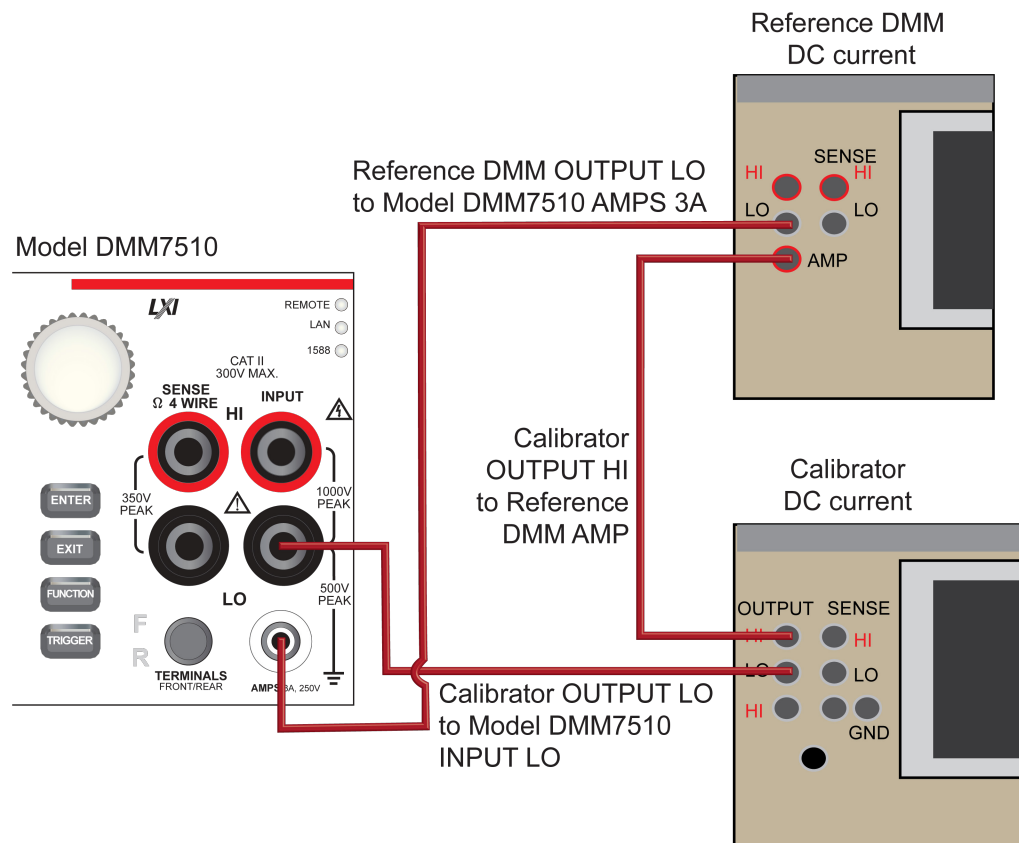 Reference DMM
DC current
SENSE
HI
HI
LO
LO
AMP
Reference DMM OUTPUT LO
to Model DMM7510 AMPS 3A
Model DMM7510
LXI
REMOTE
LAN
1588
CAT II
300V MAX.
SENSE
Ω 4 WIRE
HI
INPUT
350V
PEAK
1000V
PEAK
ENTER
EXIT
FUNCTION
TRIGGER
500V
PEAK
LO
F
R
TERMINALS
FRONT/REAR
AMPS 3A, 250V
Calibrator
OUTPUT HI
to Reference
DMM AMP
Calibrator
DC current
OUTPUT SENSE
HI
HI
LO
LO
HI
GND
Calibrator OUTPUT LO
to Model DMM7510
INPUT LO